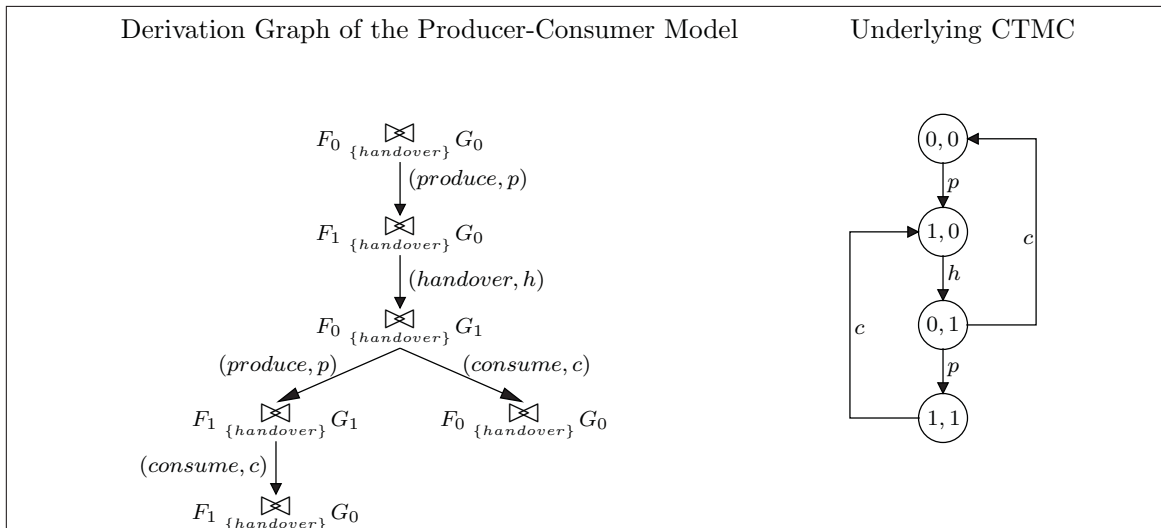 Derivation Graph of the Producer-Consumer Model
Underlying CTMC
F₀ ⋈{handover} G₀
(produce, p)
F₁ ⋈{handover} G₀
(handover, h)
F₀ ⋈{handover} G₁
(produce, p)
(consume, c)
F₁ ⋈{handover} G₁
F₀ ⋈{handover} G₀
(consume, c)
F₁ ⋈{handover} G₀
0, 0
p
1, 0
c
h
c
0, 1
p
1, 1